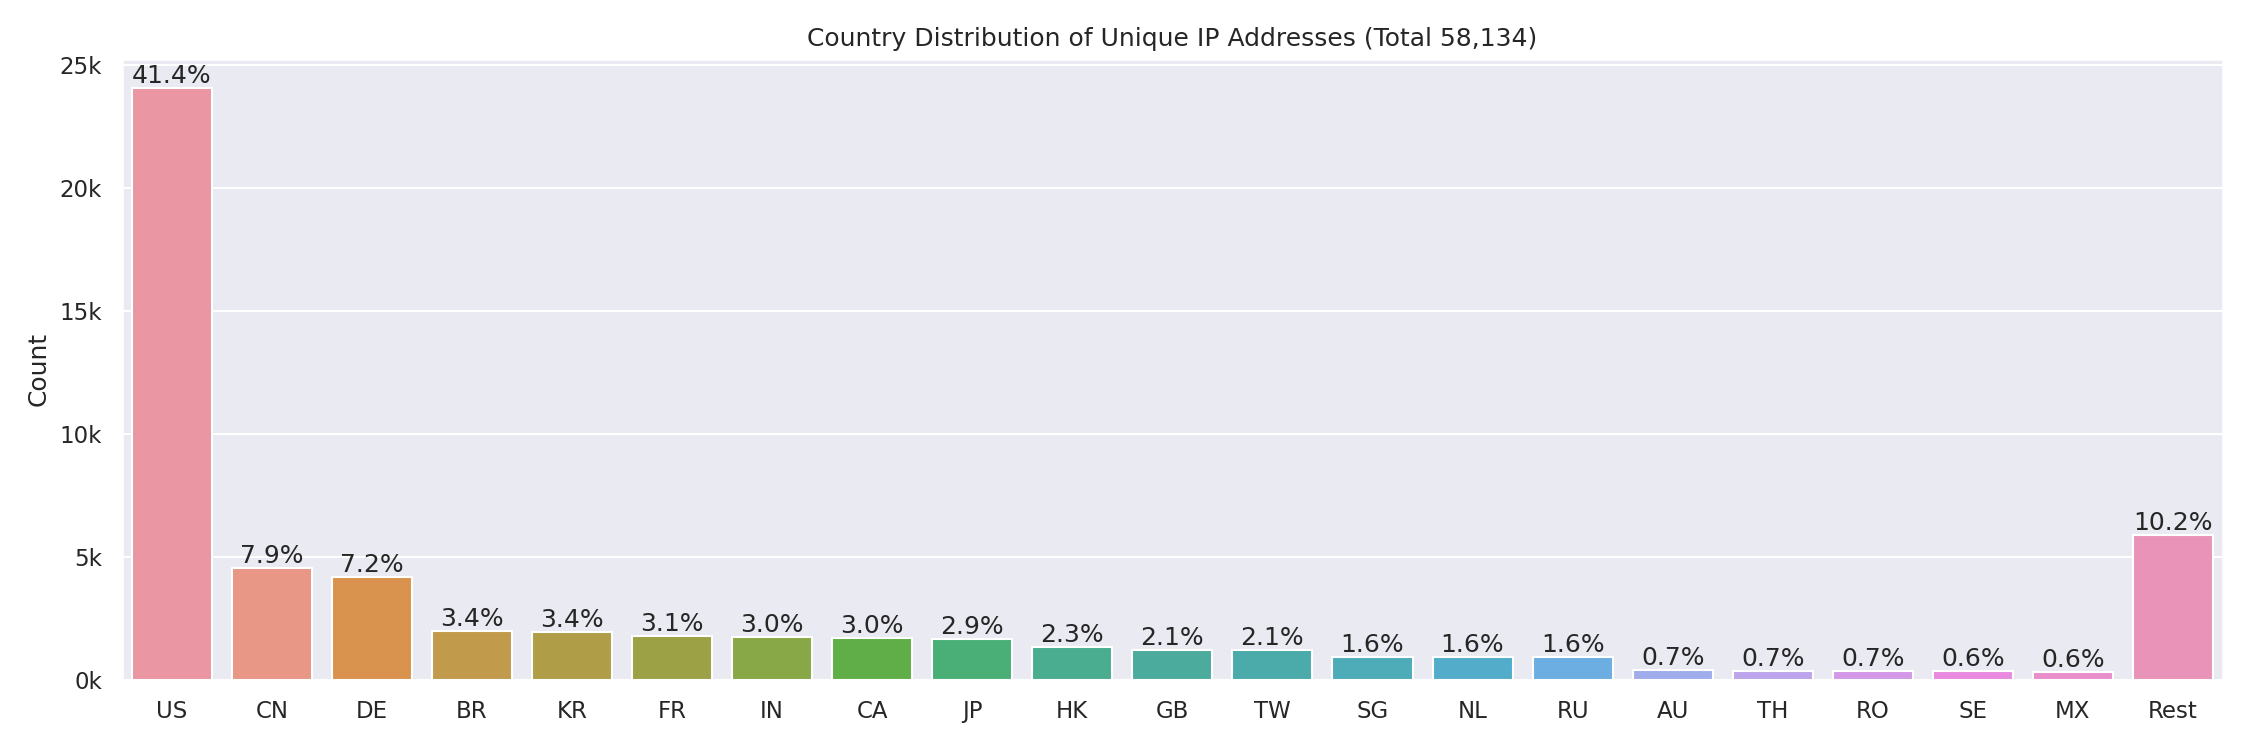 Country Distribution of Unique IP Addresses (Total 58,134)
Count
25k
20k
15k
10k
5k
0k
41.4%
7.9%
7.2%
3.4%
3.4%
3.1%
3.0%
3.0%
2.9%
2.3%
2.1%
2.1%
1.6%
1.6%
1.6%
0.7%
0.7%
0.7%
0.6%
0.6%
10.2%
US CN DE BR KR FR IN CA JP HK GB TW SG NL RU AU TH RO SE MX Rest